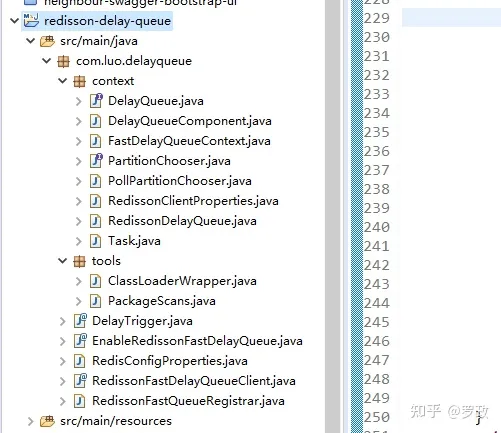 neighbour-swagger-bootstrap-ui
redisson-delay-queue
src/main/java
com.luo.delayqueue
context
DelayQueue.java
DelayQueueComponent.java
FastDelayQueueContext.java
PartitionChooser.java
PollPartitionChooser.java
RedissonClientProperties.java
RedissonDelayQueue.java
Task.java
tools
ClassLoaderWrapper.java
PackageScans.java
DelayTrigger.java
EnableRedissonFastDelayQueue.java
RedisConfigProperties.java
RedissonFastDelayQueueClient.java
RedissonFastQueueRegistrar.java
src/main/resources
228
229
230
231
232
233
234
235
236
237
238
239
240
241
242
243
244
245
246
247
248
249
250 }
251
知乎 @罗政